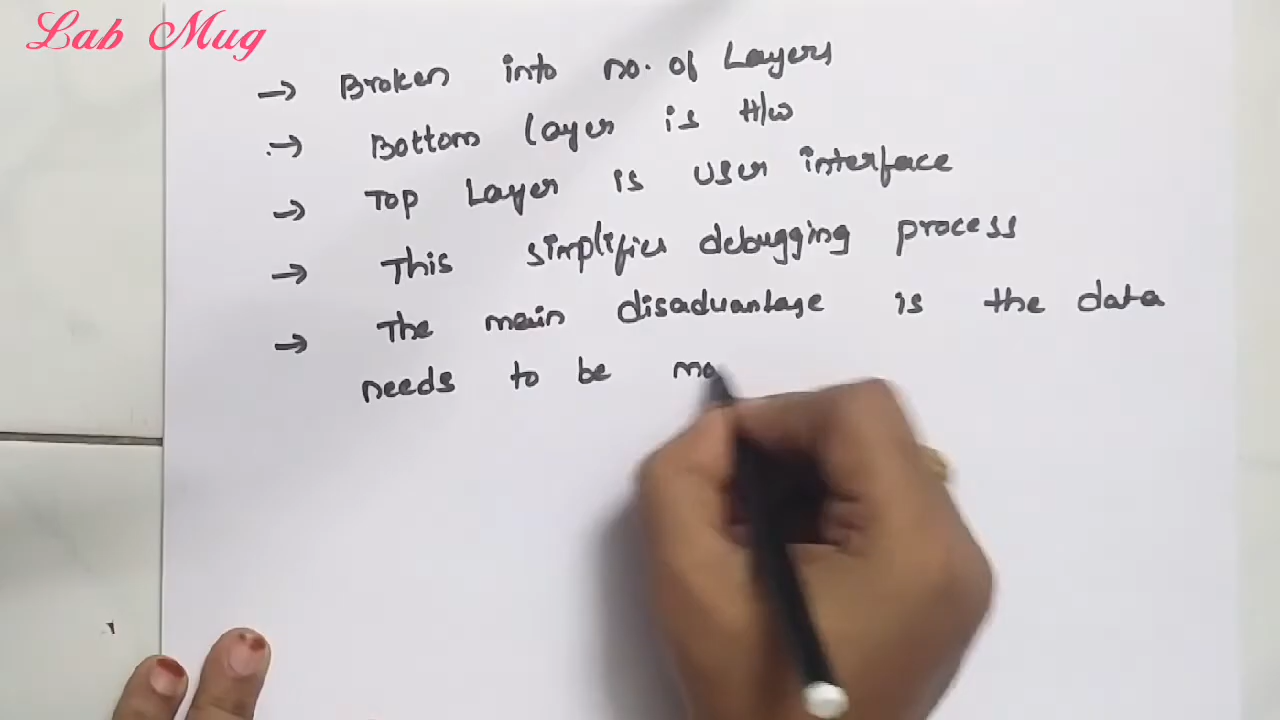 Lab Mug
→ Broken into no. of Layers
→ Bottom layer is H/w
→ Top Layer is user interface
→ This simplifies debugging process
→ The main disadvantage is the data
needs to be mo